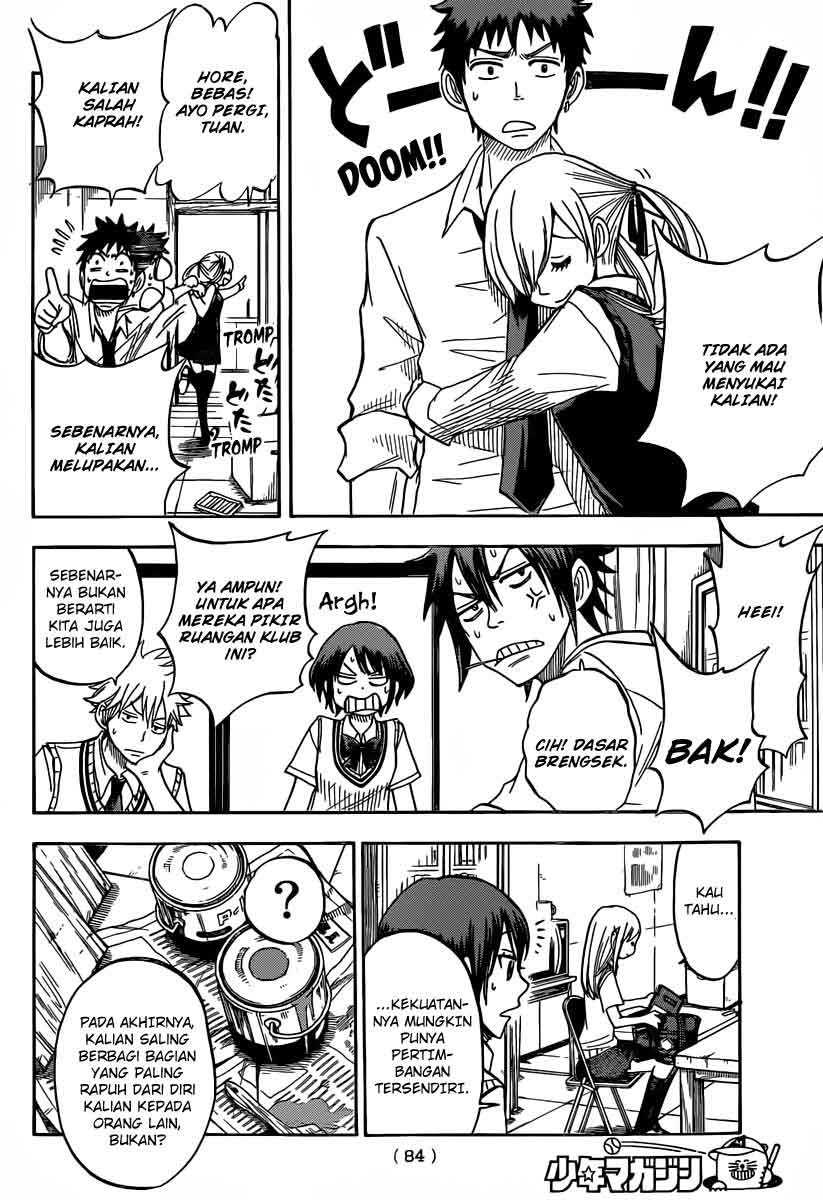 どーん!!
DOOM!!
TIDAK ADA
YANG MAU
MENYUKAI
KALIAN!
HORE,
BEBAS!
AYO PERGI,
TUAN.
KALIAN
SALAH
KAPRAH!
TROMP
どたどた
TROMP
SEBENARNYA,
KALIAN
MELUPAKAN...
HEEI!
BAK!
CIH! DASAR
BRENGSEK.
Argh!
YA AMPUN!
UNTUK APA
MEREKA PIKIR
RUANGAN KLUB
INI?
SEBENAR-
NYA BUKAN
BERARTI
KITA JUGA
LEBIH BAIK.
KAU
TAHU...
...KEKUATAN-
NYA MUNGKIN
PUNYA
PERTIM-
BANGAN
TERSENDIRI.
?
PADA AKHIRNYA,
KALIAN SALING
BERBAGI BAGIAN
YANG PALING
RAPUH DARI DIRI
KALIAN KEPADA
ORANG LAIN,
BUKAN?
( 84 )
少年マガジン